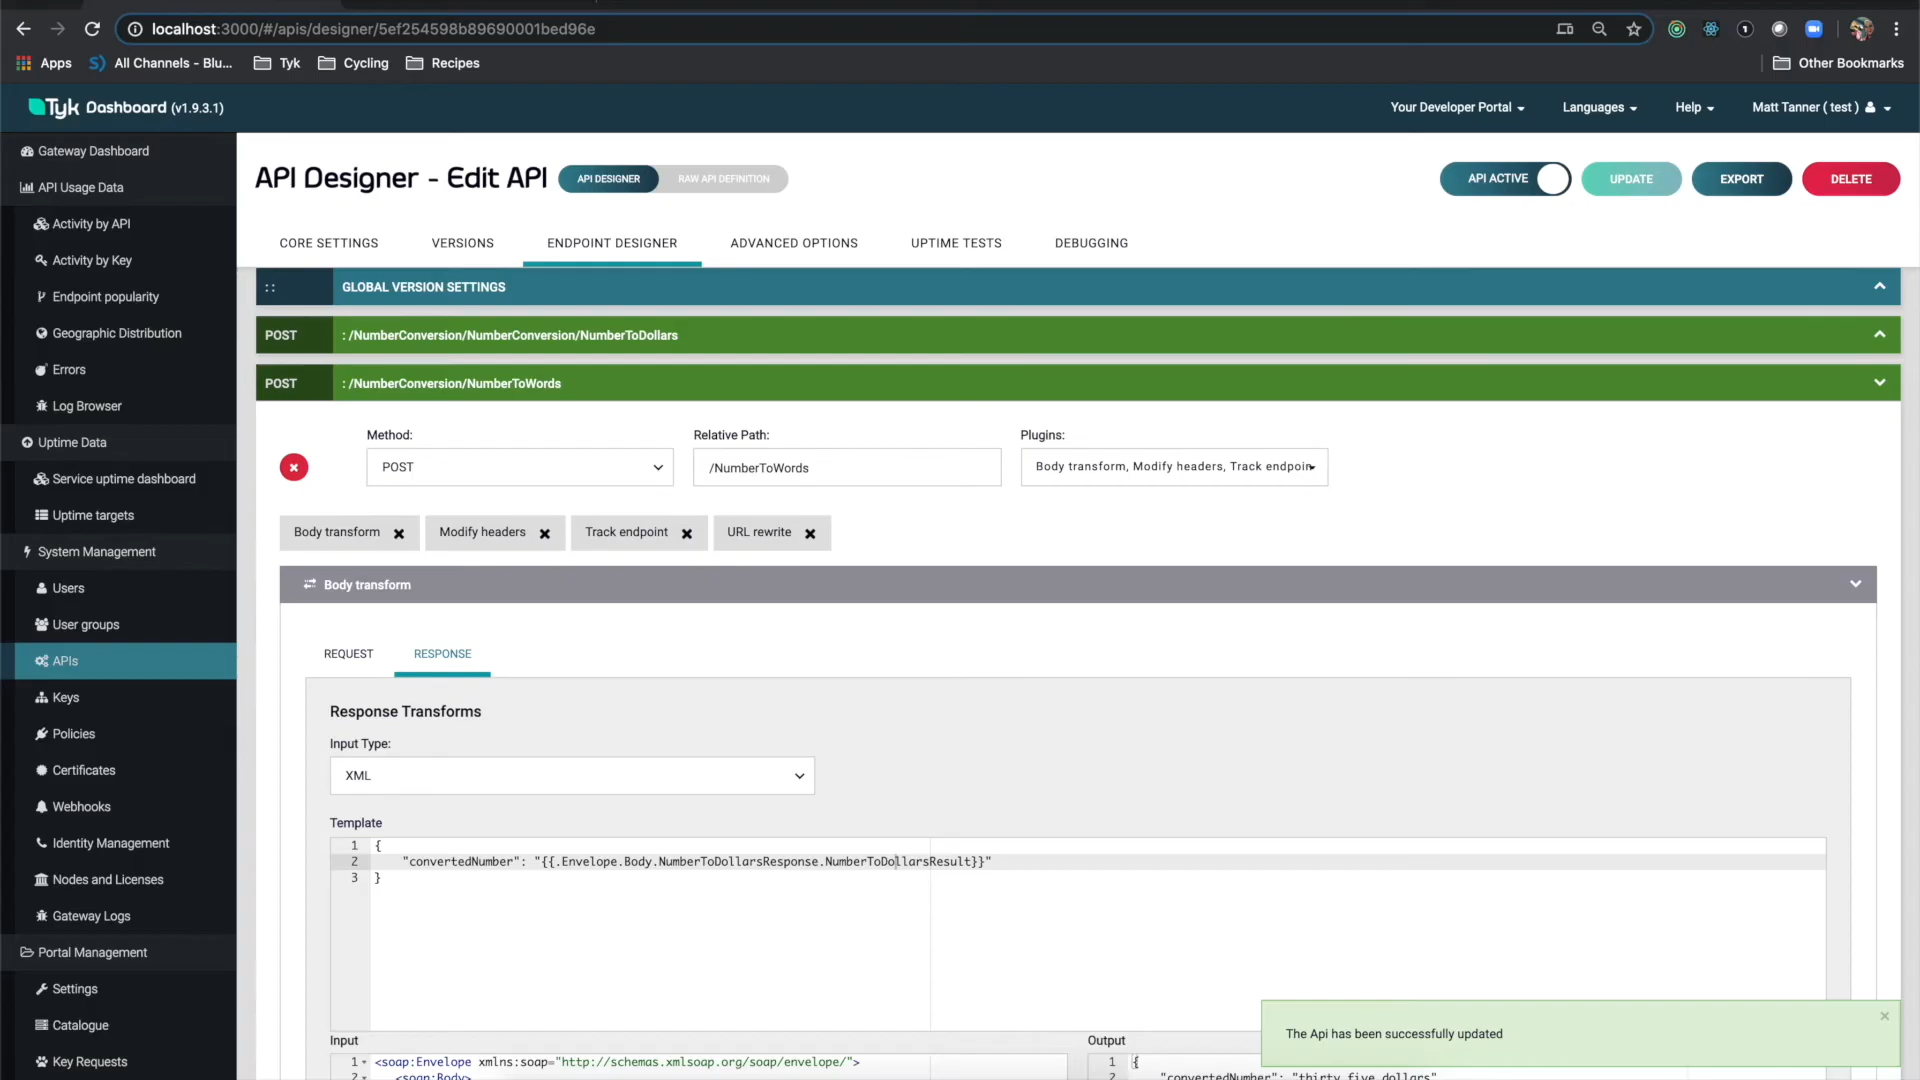 localhost:3000/#/apis/designer/5ef254598b89690001bed96e
Apps
All Channels - Blu...
Tyk
Cycling
Recipes
Other Bookmarks
Tyk Dashboard (v1.9.3.1)
Your Developer Portal
Languages
Help
Matt Tanner ( test )
Gateway Dashboard
API Usage Data
Activity by API
Activity by Key
Endpoint popularity
Geographic Distribution
Errors
Log Browser
Uptime Data
Service uptime dashboard
Uptime targets
System Management
Users
User groups
APIs
Keys
Policies
Certificates
Webhooks
Identity Management
Nodes and Licenses
Gateway Logs
Portal Management
Settings
Catalogue
Key Requests
API Designer - Edit API
API DESIGNER
RAW API DEFINITION
API ACTIVE
UPDATE
EXPORT
DELETE
CORE SETTINGS
VERSIONS
ENDPOINT DESIGNER
ADVANCED OPTIONS
UPTIME TESTS
DEBUGGING
: :
GLOBAL VERSION SETTINGS
POST
: /NumberConversion/NumberConversion/NumberToDollars
POST
: /NumberConversion/NumberToWords
Method:
Relative Path:
Plugins:
POST
/NumberToWords
Body transform, Modify headers, Track endpoin
Body transform
Modify headers
Track endpoint
URL rewrite
Body transform
REQUEST
RESPONSE
Response Transforms
Input Type:
XML
Template
1 {
2 "convertedNumber": "{{.Envelope.Body.NumberToDollarsResponse.NumberToDollarsResult}}"
3 }
Input
1 <soap:Envelope xmlns:soap="http://schemas.xmlsoap.org/soap/envelope/">
2 <soap:Body>
Output
1 {
2 "convertedNumber": "thirty five dollars"
The Api has been successfully updated